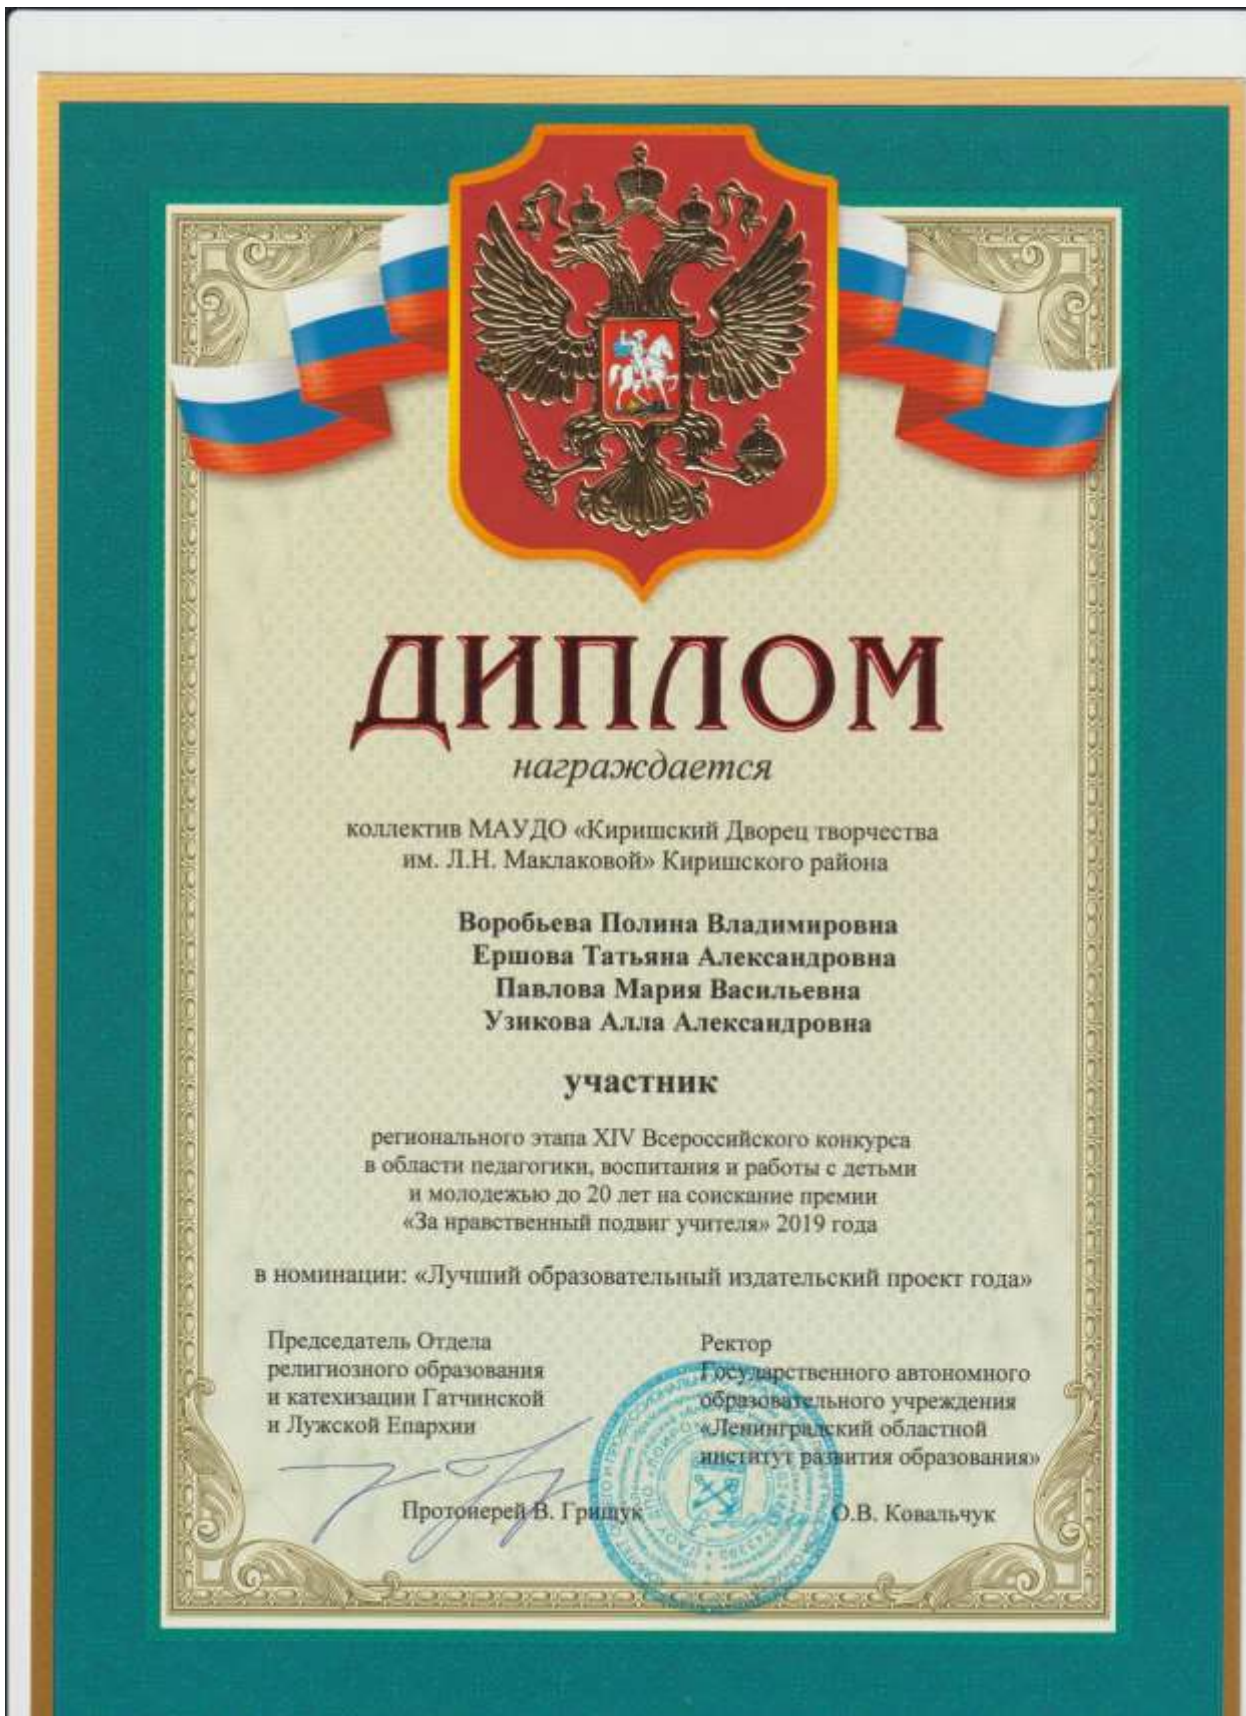 ДИПЛОМ
награждается
коллектив МАУДО «Киришский Дворец творчества
им. Л.Н. Маклаковой» Киришского района
Воробьева Полина Владимировна
Ершова Татьяна Александровна
Павлова Мария Васильевна
Узикова Алла Александровна
участник
регионального этапа XIV Всероссийского конкурса
в области педагогики, воспитания и работы с детьми
и молодежью до 20 лет на соискание премии
«За нравственный подвиг учителя» 2019 года
в номинации: «Лучший образовательный издательский проект года»
Председатель Отдела
религиозного образования
и катехизации Гатчинской
и Лужской Епархии
Протоиерей В. Грищук
Ректор
Государственного автономного
образовательного учреждения
«Ленинградский областной
институт развития образования»
О.В. Ковальчук